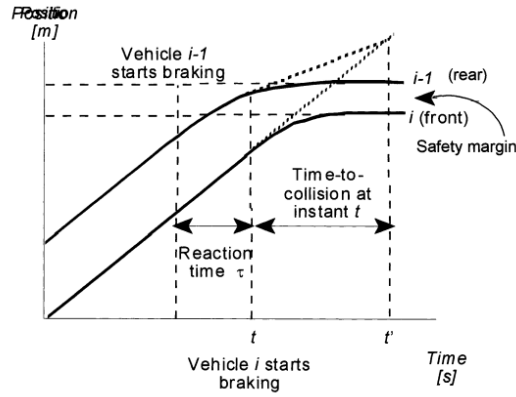 Position
[m]
Vehicle i-1
starts braking
i-1 (rear)
i (front)
Safety margin
Time-to-
collision at
instant t
Reaction
time τ
t
t'
Vehicle i starts
braking
Time
[s]